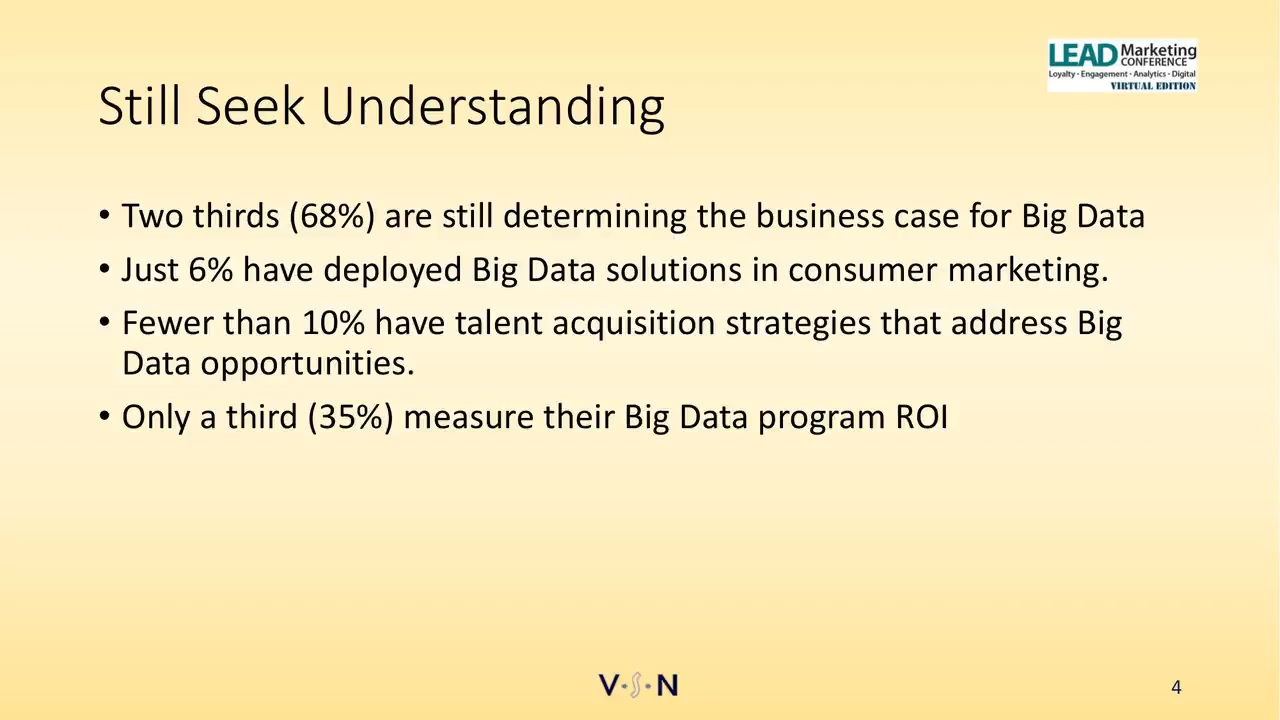 LEAD Marketing
CONFERENCE
Loyalty · Engagement · Analytics · Digital
VIRTUAL EDITION
Still Seek Understanding
• Two thirds (68%) are still determining the business case for Big Data
• Just 6% have deployed Big Data solutions in consumer marketing.
• Fewer than 10% have talent acquisition strategies that address Big
Data opportunities.
• Only a third (35%) measure their Big Data program ROI
V·S·N
4